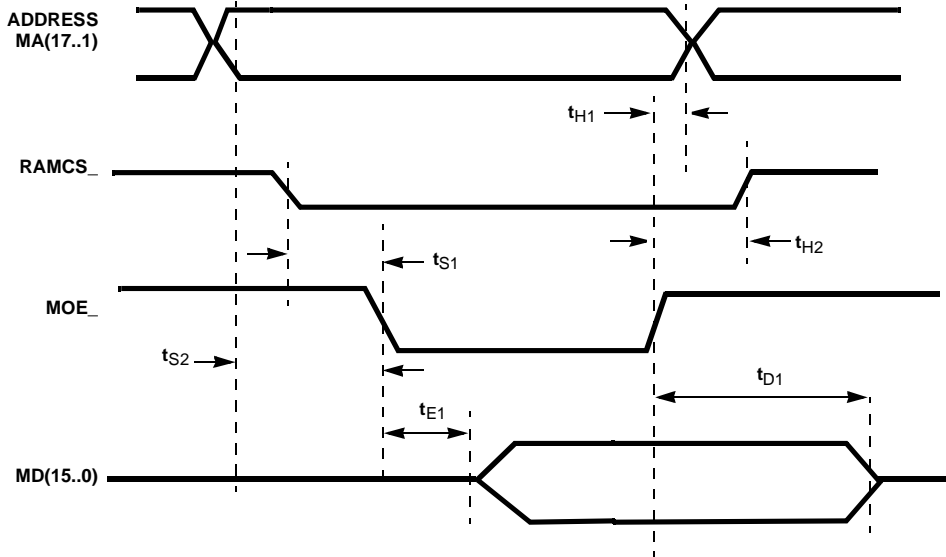 ADDRESS
MA(17..1)
tH1
RAMCS_
tS1
tH2
MOE_
tS2
tD1
tE1
MD(15..0)